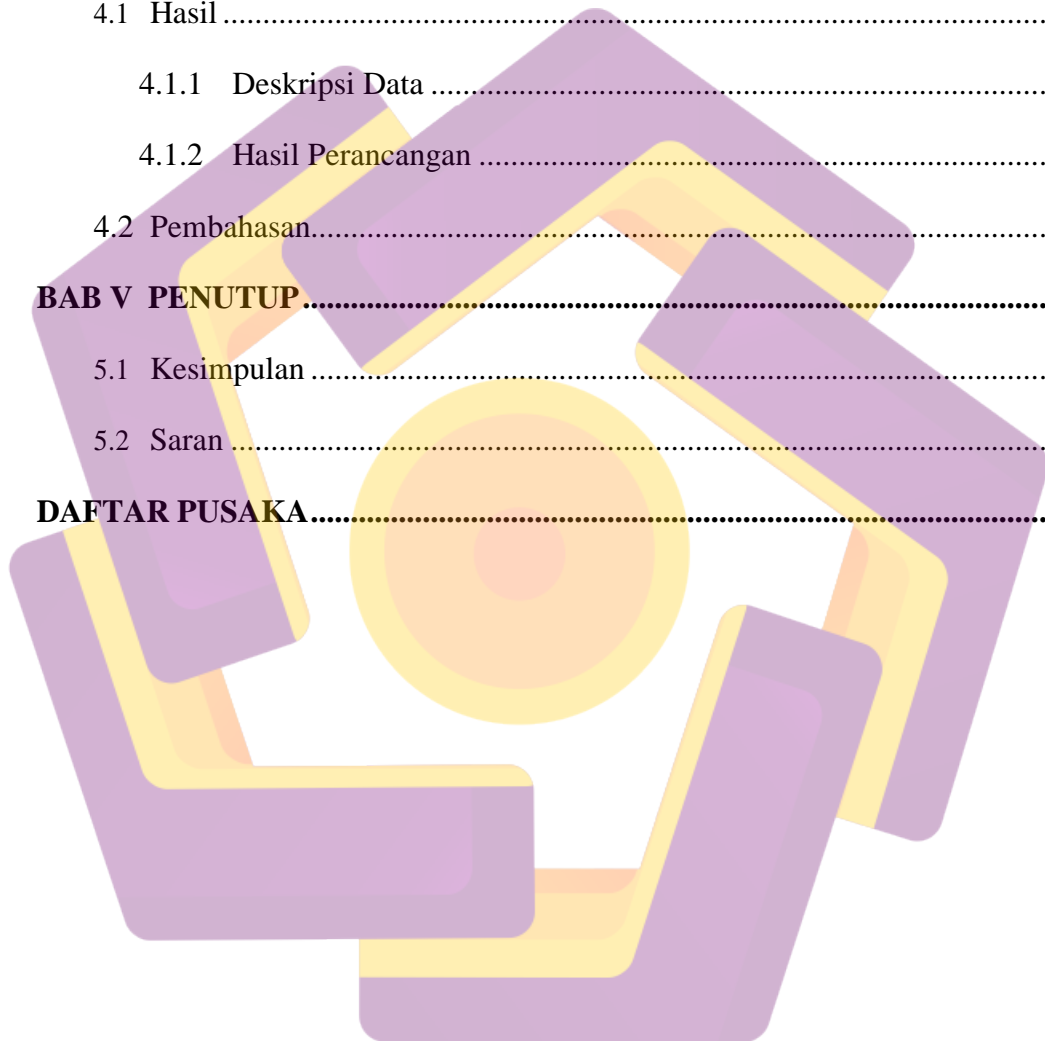 4.1 Hasil ........................................................................................................
4.1.1 Deskripsi Data ...............................................................................
4.1.2 Hasil Perancangan .........................................................................
4.2 Pembahasan..............................................................................................
BAB V PENUTUP ............................................................................................
5.1 Kesimpulan ..............................................................................................
5.2 Saran ........................................................................................................
DAFTAR PUSAKA...........................................................................................